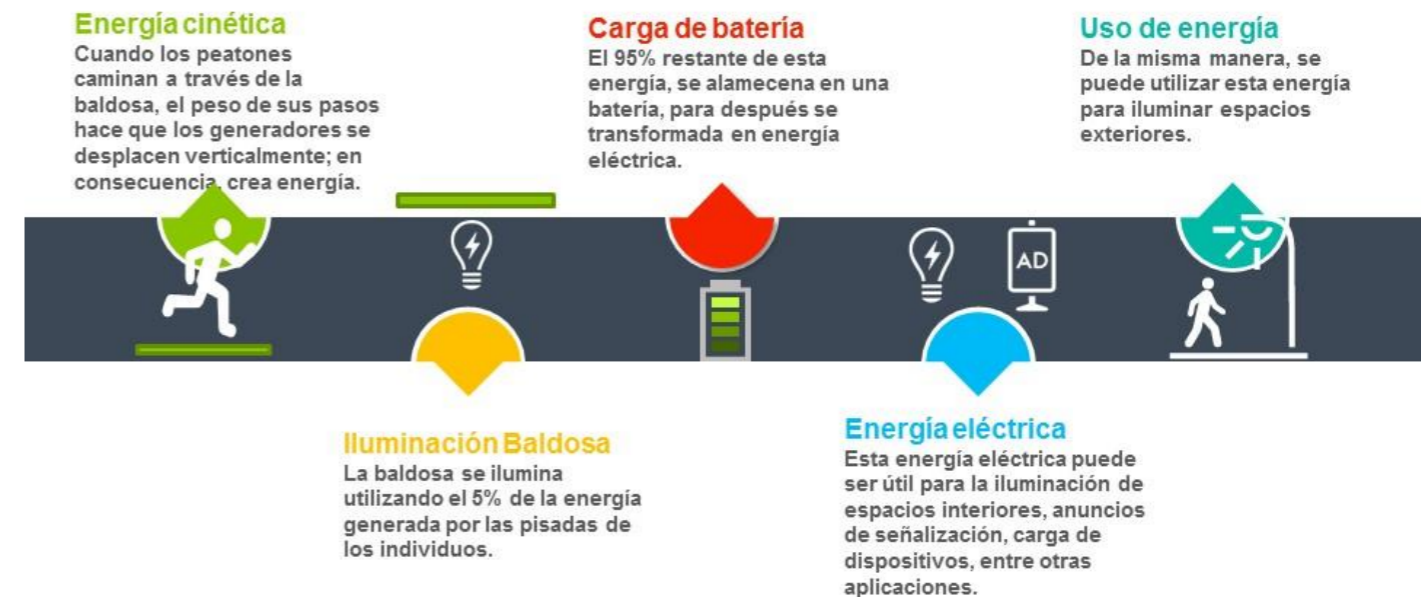 Energía cinética
Cuando los peatones
caminan a través de la
baldosa, el peso de sus pasos
hace que los generadores se
desplacen verticalmente; en
consecuencia, crea energía.
Iluminación Baldosa
La baldosa se ilumina
utilizando el 5% de la energía
generada por las pisadas de
los individuos.
Carga de batería
El 95% restante de esta
energía, se alamecena en una
batería, para después se
transformada en energía
eléctrica.
AD
Energía eléctrica
Esta energía eléctrica puede
ser útil para la iluminación de
espacios interiores, anuncios
de señalización, carga de
dispositivos, entre otras
aplicaciones.
Uso de energía
De la misma manera, se
puede utilizar esta energía
para iluminar espacios
exteriores.